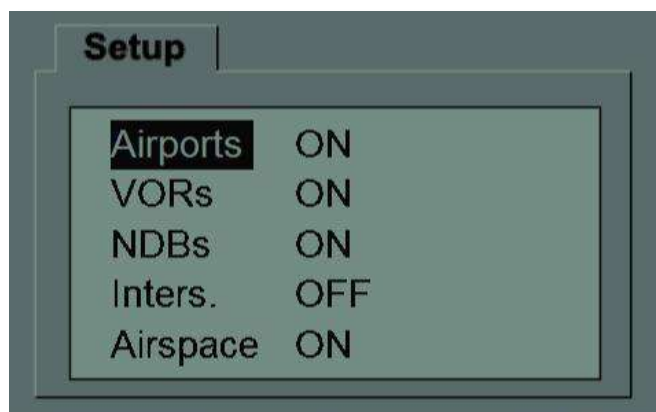 Setup
Airports ON
VORs ON
NDBs ON
Inters. OFF
Airspace ON